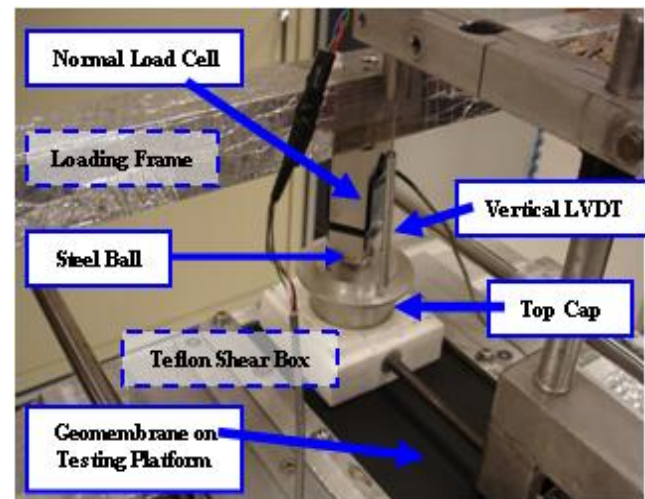 Normal Load Cell
Loading Frame
Vertical LVDT
Steel Ball
Top Cap
Teflon Shear Box
Geomembrane on
Testing Platform